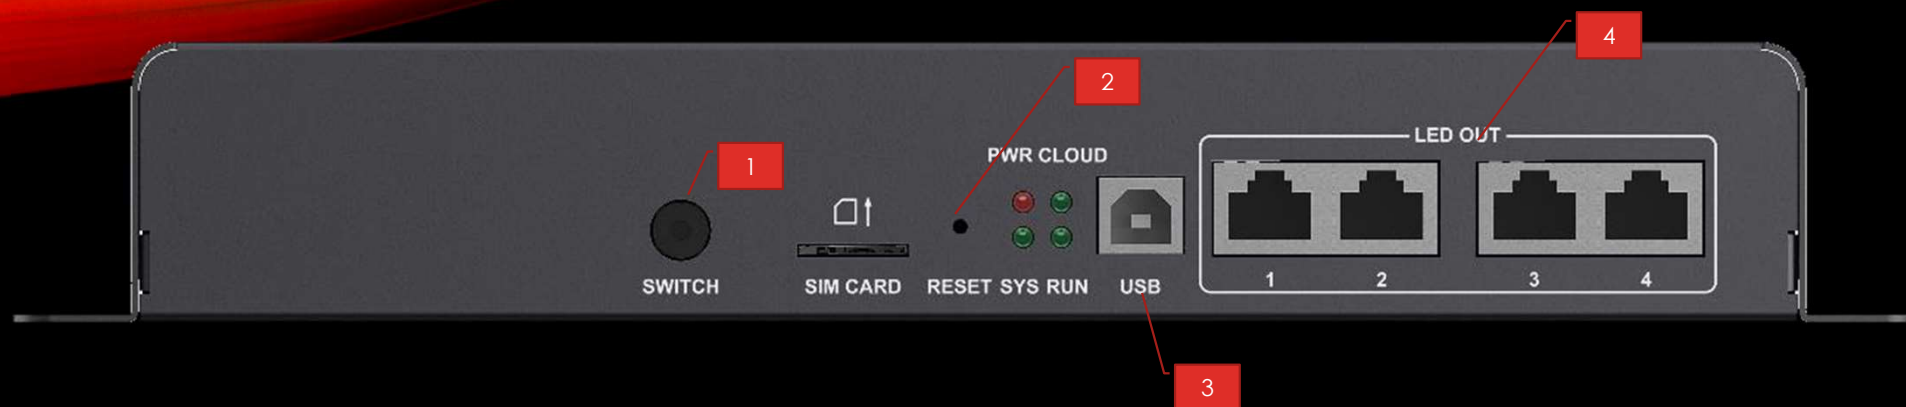 4
2
LED OUT
PWR CLOUD
1
SWITCH
SIM CARD
RESET SYS RUN
USB
1 2 3 4
3